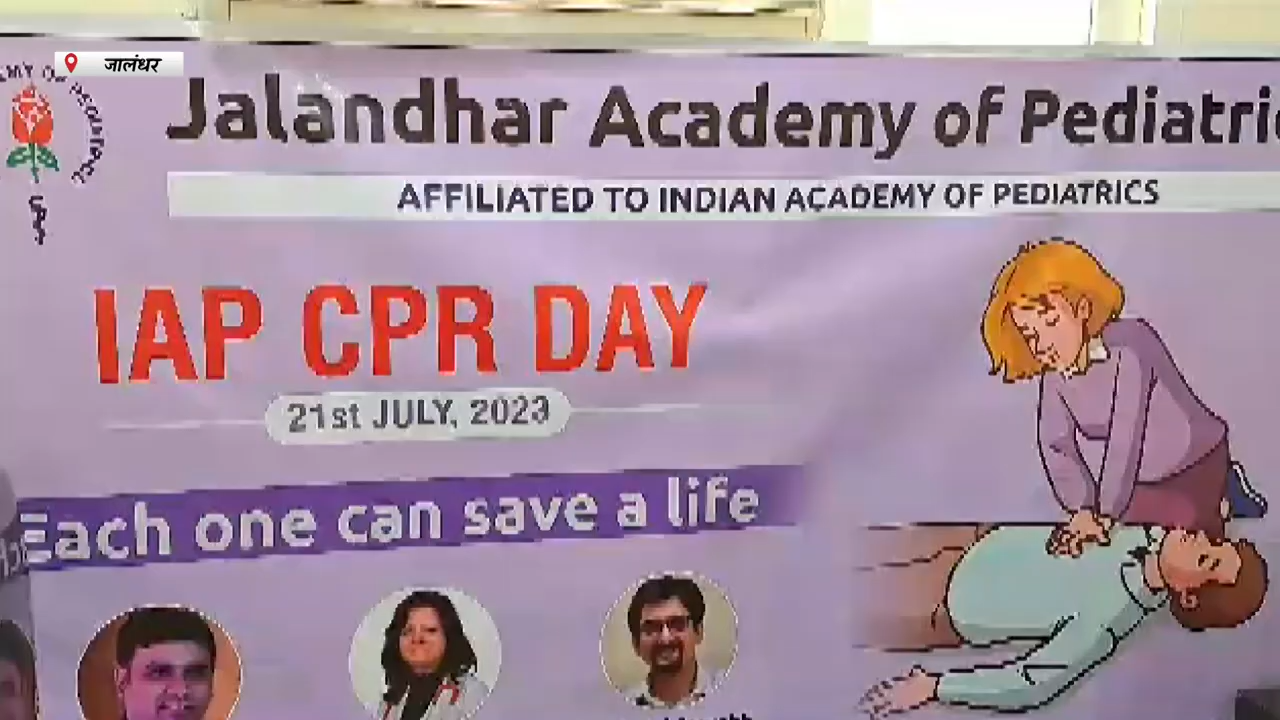 जालंधर
Jalandhar Academy of Pediatric
AFFILIATED TO INDIAN ACADEMY OF PEDIATRICS
IAP CPR DAY
21st JULY, 2023
Each one can save a life